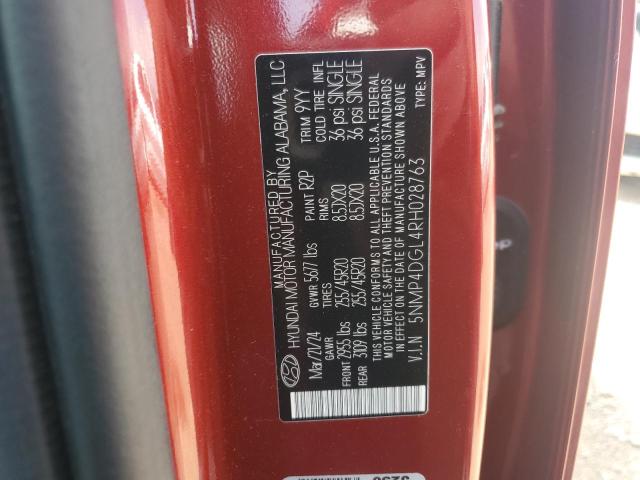 MANUFACTURED BY
HYUNDAI MOTOR MANUFACTURING ALABAMA, LLC
Mar/21/24 GVWR 5677 lbs PAINT R2P TRIM 9YY
GAWR TIRES RIMS COLD TIRE INFL
FRONT 2955 lbs 255/45R20 8.5JX20 36 psi SINGLE
REAR 3109 lbs 255/45R20 8.5JX20 36 psi SINGLE
THIS VEHICLE CONFORMS TO ALL APPLICABLE U.S.A. FEDERAL
MOTOR VEHICLE SAFETY AND THEFT PREVENTION STANDARDS
IN EFFECT ON THE DATE OF MANUFACTURE SHOWN ABOVE.
V.I.N 5NMP4DGL4RH028763 TYPE: MPV